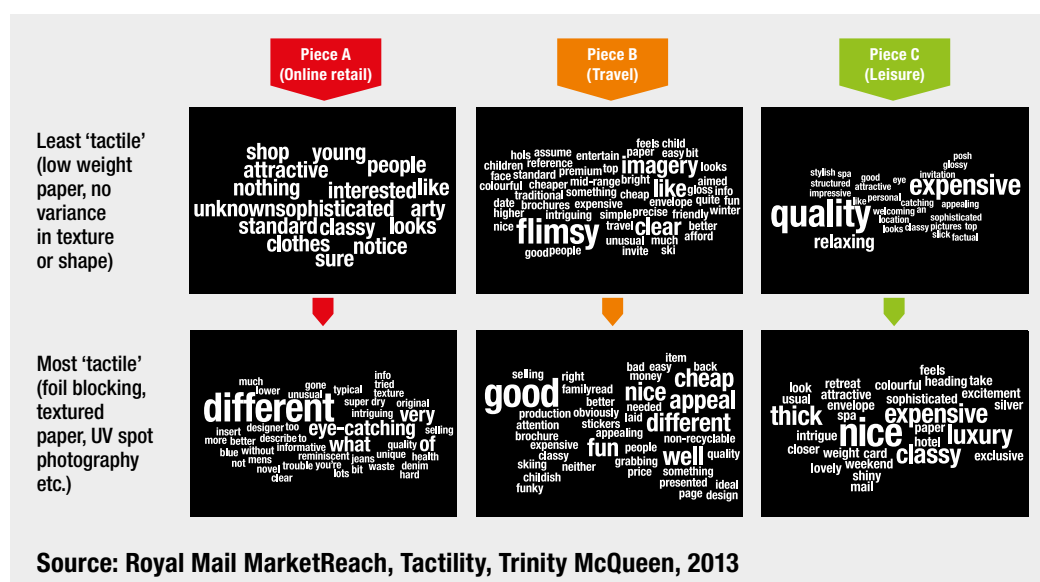 Piece A
(Online retail)
Piece B
(Travel)
Piece C
(Leisure)
Least ‘tactile’
(low weight
paper, no
variance
in texture
or shape)
shop young
attractive people
nothing interested like
unknown sophisticated arty
standard classy looks
clothes notice
sure
feels child
hols assume entertain paper easy bit
children reference premium top imagery looks
face standard mid-range bright aimed
colourful cheaper something like gloss info
traditional cheap envelope quite fun
date brochures expensive precise friendly winter
higher intriguing simple
nice flimsy travel clear better
unusual much afford
good people invite ski
posh
glossy
stylish spa good eye invitation
structured attractive expensive
impressive like personal catching appealing
quality welcoming an
location sophisticated
relaxing looks classy pictures top
slick factual
Most ‘tactile’
(foil blocking,
textured
paper, UV spot
photography
etc.)
much gone info
lower unusual typical tried
texture
different super dry original
intriguing very
insert designer too eye-catching selling
more better describe to what quality of
blue without informative unique health
not mens reminiscent jeans
novel trouble you're bit waste denim
clear lots hard
item
selling right bad easy back
good family read nice money cheap
better needed appeal
production obviously laid
attention stickers different
brochure appealing non-recyclable
expensive fun people well quality
classy grabbing
skiing neither price something
childish presented ideal
funky page design
feels
look retreat colourful heading take
usual attractive sophisticated excitement
thick envelope expensive silver
spa nice paper
intrigue hotel luxury
closer weight card classy exclusive
lovely weekend
shiny
mail
Source: Royal Mail MarketReach, Tactility, Trinity McQueen, 2013